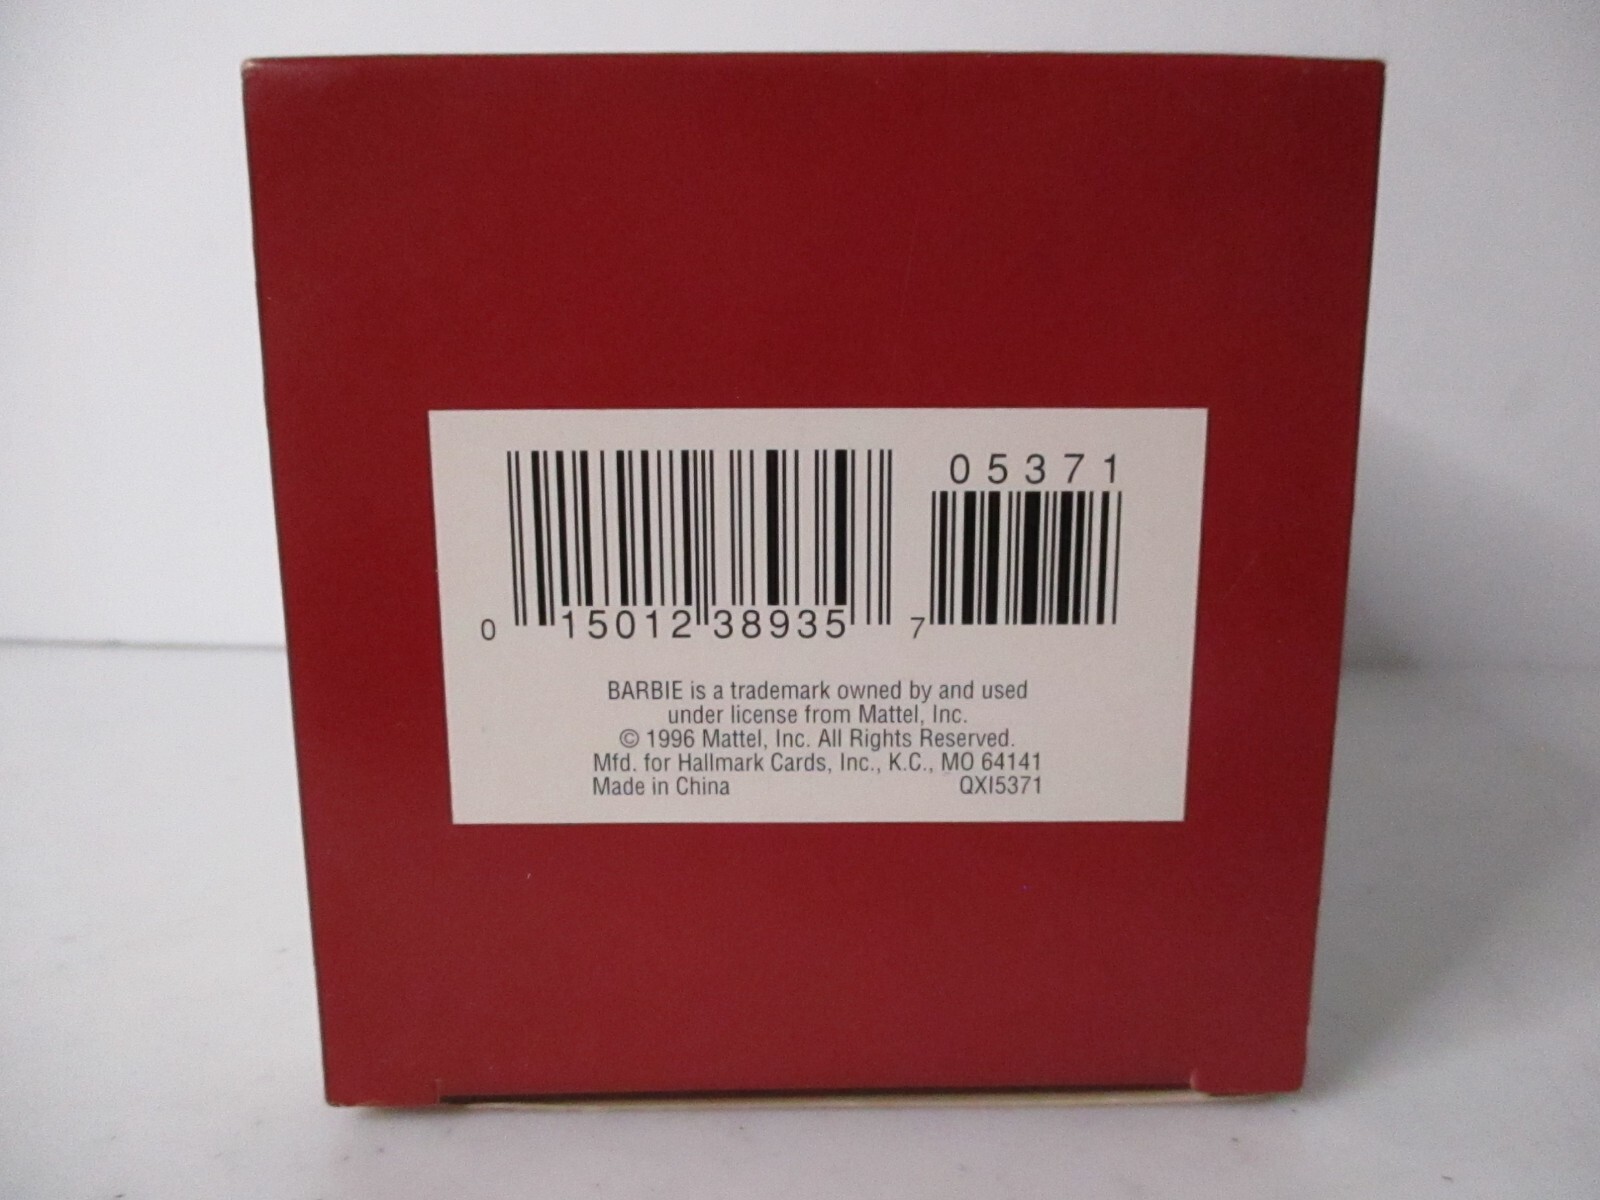 05371
0 15012 38935 7
BARBIE is a trademark owned by and used
under license from Mattel, Inc.
© 1996 Mattel, Inc. All Rights Reserved.
Mfd. for Hallmark Cards, Inc., K.C., MO 64141
Made in China QXI5371